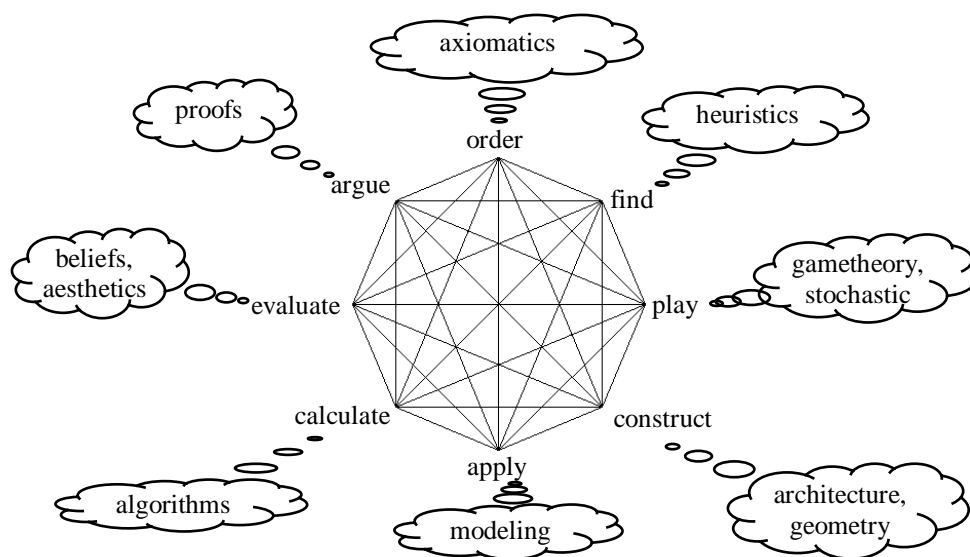 axiomatics
proofs
heuristics
order
argue
find
beliefs,
aesthetics
gametheory,
stochastic
evaluate
play
calculate
construct
apply
algorithms
modeling
architecture,
geometry